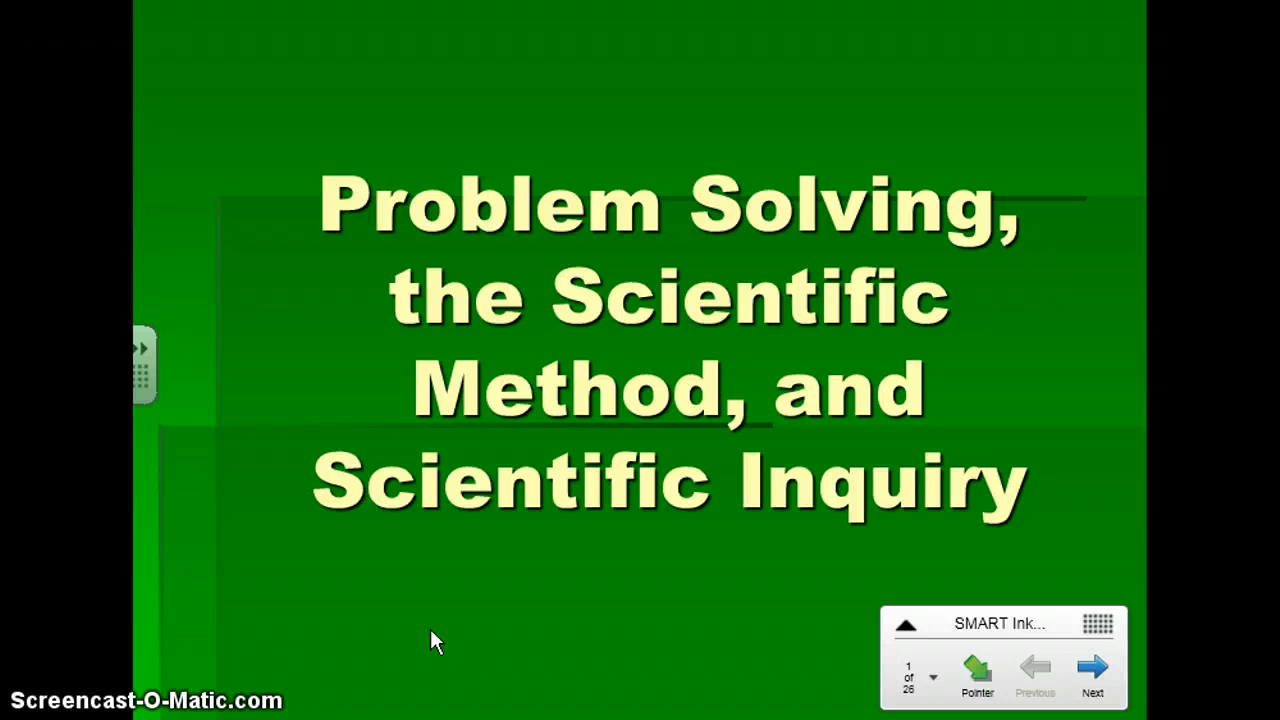 Problem Solving,
the Scientific
Method, and
Scientific Inquiry
SMART Ink...
1
of
26
Pointer
Previous
Next
Screencast-O-Matic.com